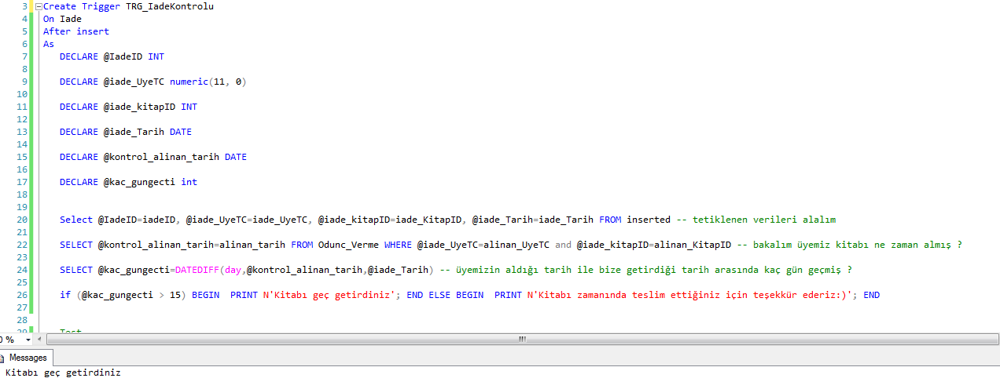 3 Create Trigger TRG_IadeKontrolu
4 On Iade
5 After insert
6 As
7 DECLARE @IadeID INT
8
9 DECLARE @iade_UyeTC numeric(11, 0)
10
11 DECLARE @iade_kitapID INT
12
13 DECLARE @iade_Tarih DATE
14
15 DECLARE @kontrol_alinan_tarih DATE
16
17 DECLARE @kac_gungecti int
18
19
20 Select @IadeID=iadeID, @iade_UyeTC=iade_UyeTC, @iade_kitapID=iade_KitapID, @iade_Tarih=iade_Tarih FROM inserted -- tetiklenen verileri alalım
21
22 SELECT @kontrol_alinan_tarih=alinan_tarih FROM Odunc_Verme WHERE @iade_UyeTC=alinan_UyeTC and @iade_kitapID=alinan_KitapID -- bakalım üyemiz kitabı ne zaman almış ?
23
24 SELECT @kac_gungecti=DATEDIFF(day,@kontrol_alinan_tarih,@iade_Tarih) -- üyemizin aldığı tarih ile bize getirdiği tarih arasında kaç gün geçmiş ?
25
26 if (@kac_gungecti > 15) BEGIN  PRINT N'Kitabı geç getirdiniz'; END ELSE BEGIN  PRINT N'Kitabı zamanında teslim ettiğiniz için teşekkür ederiz:)'; END
27
28
29 Test
0 %
Messages
Kitabı geç getirdiniz